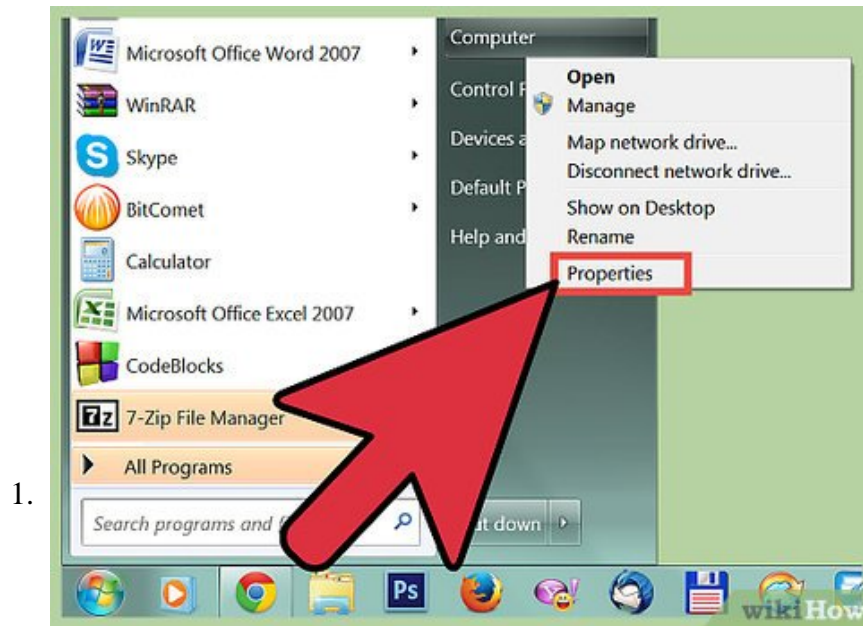 Microsoft Office Word 2007
WinRAR
Skype
BitComet
Calculator
Microsoft Office Excel 2007
CodeBlocks
7z
7-Zip File Manager
All Programs
Search programs and
Computer
Control
Devices a
Default P
Help and
ut down
Open
Manage
Map network drive...
Disconnect network drive...
Show on Desktop
Rename
Properties
1.
Ps
wikiHow